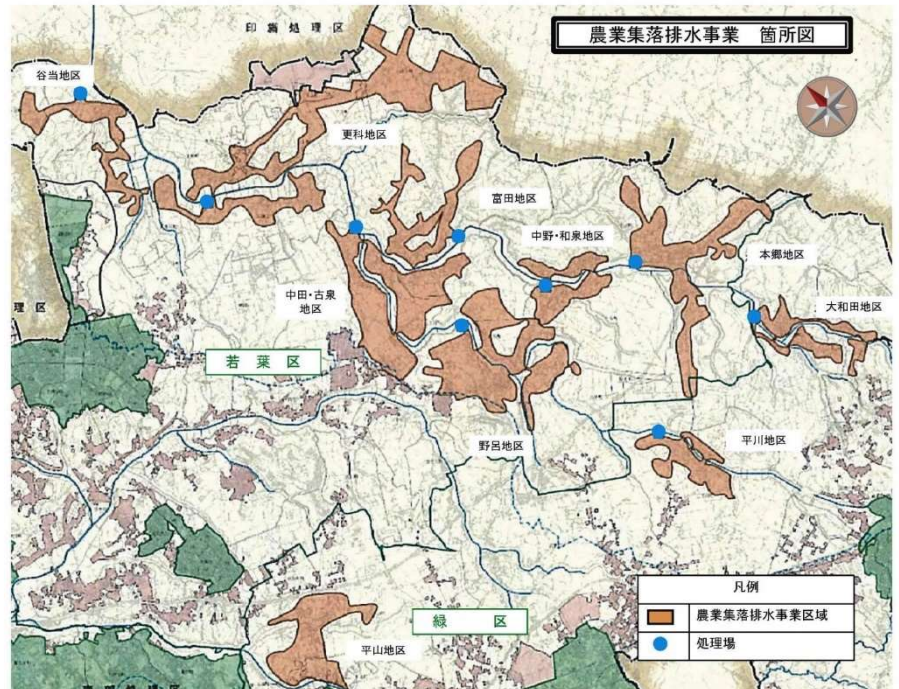 印旛処理区
農業集落排水事業　箇所図
谷当地区
更科地区
富田地区
中野・和泉地区
本郷地区
中田・古泉
地区
大和田地区
理区
若葉区
野呂地区
平川地区
凡例
農業集落排水事業区域
緑　区
処理場
平山地区
処理区